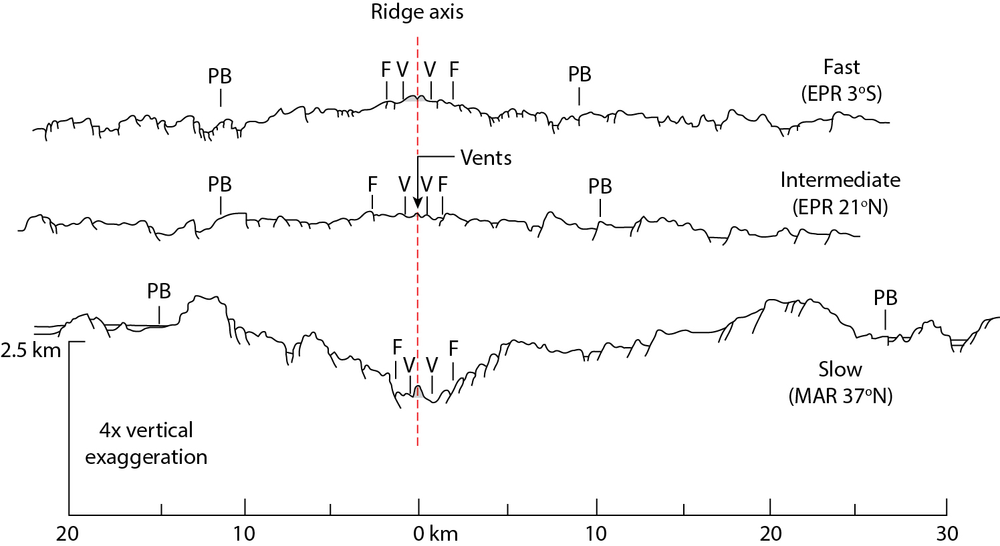 Ridge axis
PB
F V V F
PB
Fast
(EPR 3°S)
Vents
PB
F V V F
PB
Intermediate
(EPR 21°N)
PB
F V V F
PB
2.5 km
Slow
(MAR 37°N)
4x vertical
exaggeration
20 10 0 km 10 20 30